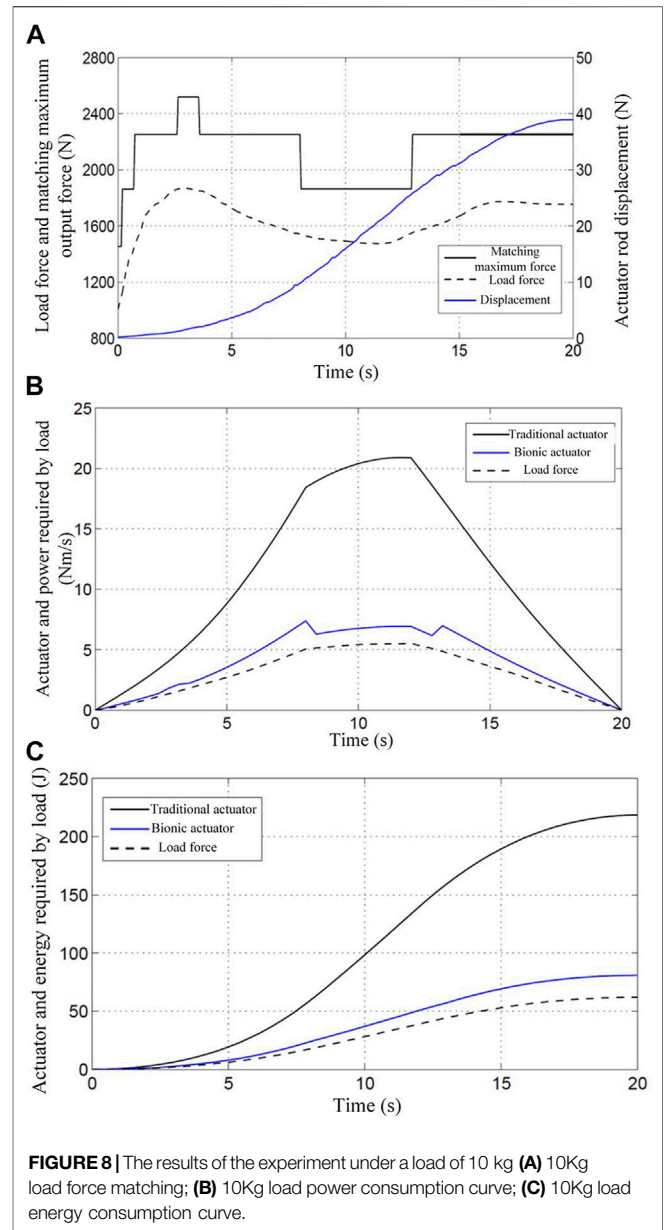 A
Load force and matching maximum
output force (N)
2800
2400
2000
1600
1200
800
50
40
30
20
10
0
Actuator rod displacement (N)
Matching
maximum force
Load force
Displacement
0
5
10
15
20
Time (s)
B
Actuator and power required by load
(Nm/s)
25
20
15
10
5
0
Traditional actuator
Bionic actuator
Load force
0
5
10
15
20
Time (s)
C
Actuator and energy required by load (J)
250
200
150
100
50
0
Traditional actuator
Bionic actuator
Load force
0
5
10
15
20
Time (s)
FIGURE 8 | The results of the experiment under a load of 10 kg (A) 10Kg
load force matching; (B) 10Kg load power consumption curve; (C) 10Kg load
energy consumption curve.